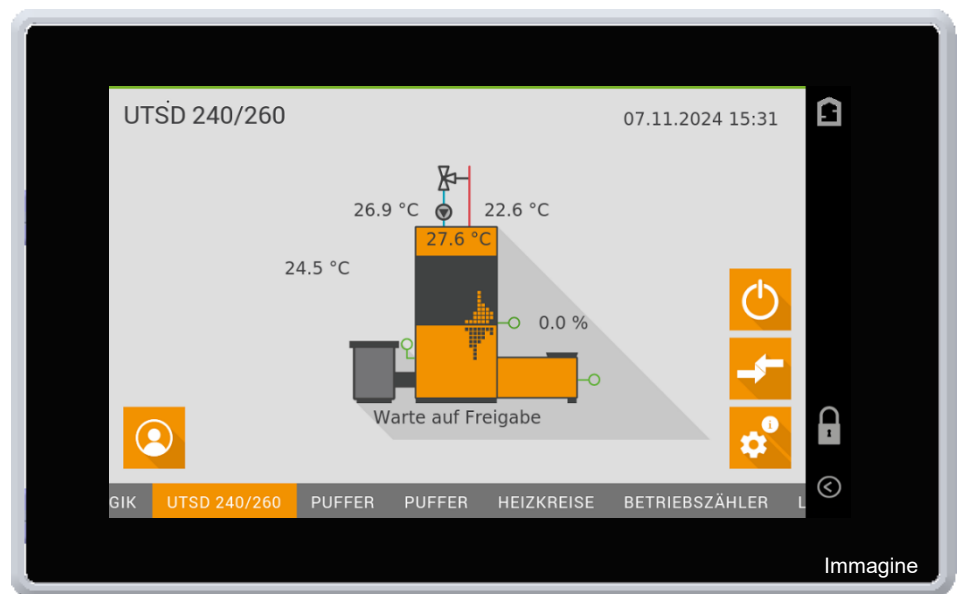 UTSD 240/260
07.11.2024 15:31
26.9 °C
22.6 °C
27.6 °C
24.5 °C
0.0 %
Warte auf Freigabe
GIK UTSD 240/260 PUFFER PUFFER HEIZKREISE BETRIEBSZÄHLER L
Immagine